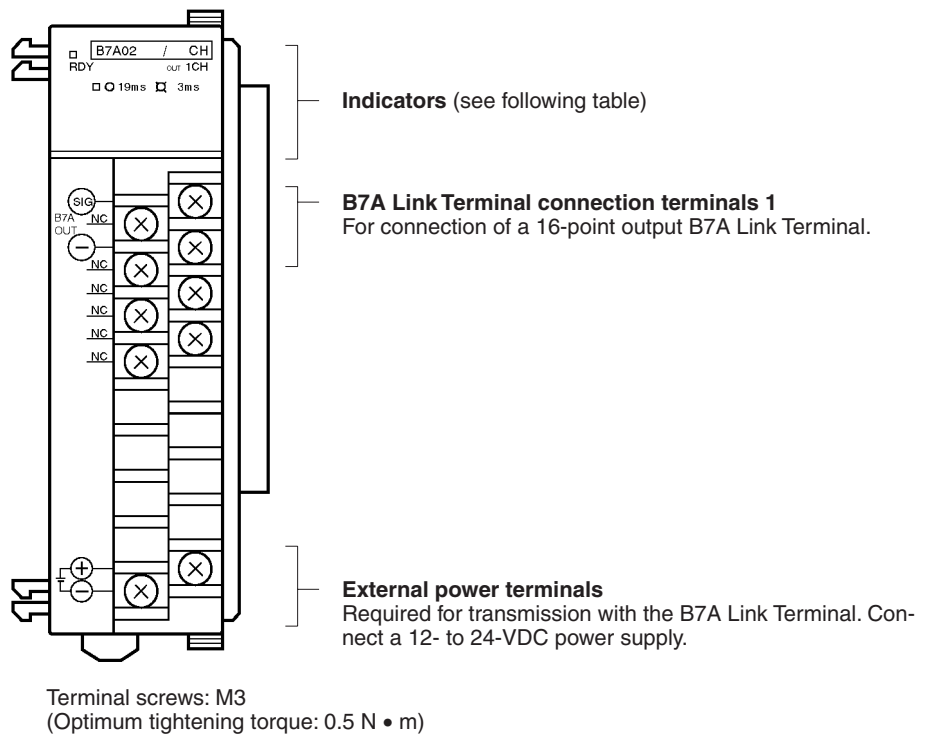 B7A02 / CH
RDY OUT 1CH
19ms 3ms
Indicators (see following table)
SIG
B7A
OUT
NC
B7A Link Terminal connection terminals 1
For connection of a 16-point output B7A Link Terminal.
−
NC
NC
NC
NC
NC
+
−
External power terminals
Required for transmission with the B7A Link Terminal. Con-
nect a 12- to 24-VDC power supply.
Terminal screws: M3
(Optimum tightening torque: 0.5 N • m)